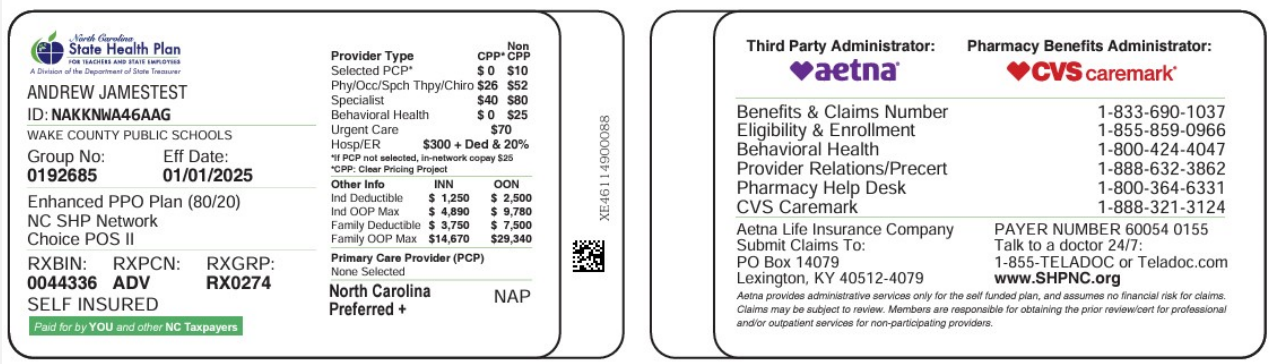 North Carolina
State Health Plan
FOR TEACHERS AND STATE EMPLOYEES
A Division of the Department of State Treasurer
ANDREW JAMESTEST
ID: NAKKNWA46AAG
WAKE COUNTY PUBLIC SCHOOLS
Group No: Eff Date:
0192685 01/01/2025
Enhanced PPO Plan (80/20)
NC SHP Network
Choice POS II
RXBIN: RXPCN: RXGRP:
0044336 ADV RX0274
SELF INSURED
Paid for by YOU and other NC Taxpayers
Non
Provider Type CPP* CPP
Selected PCP* $ 0 $10
Phy/Occ/Spch Thpy/Chiro $26 $52
Specialist $40 $80
Behavioral Health $ 0 $25
Urgent Care $70
Hosp/ER $300 + Ded & 20%
*If PCP not selected, in-network copay $25
*CPP: Clear Pricing Project
Other Info INN OON
Ind Deductible $ 1,250 $ 2,500
Ind OOP Max $ 4,890 $ 9,780
Family Deductible $ 3,750 $ 7,500
Family OOP Max $14,670 $29,340
Primary Care Provider (PCP)
None Selected
North Carolina NAP
Preferred +
XE461149000088
Third Party Administrator: Pharmacy Benefits Administrator:
aetna® CVS caremark®
Benefits & Claims Number 1-833-690-1037
Eligibility & Enrollment 1-855-859-0966
Behavioral Health 1-800-424-4047
Provider Relations/Precert 1-888-632-3862
Pharmacy Help Desk 1-800-364-6331
CVS Caremark 1-888-321-3124
Aetna Life Insurance Company
Submit Claims To:
PO Box 14079
Lexington, KY 40512-4079
PAYER NUMBER 60054 0155
Talk to a doctor 24/7:
1-855-TELADOC or Teladoc.com
www.SHPNC.org
Aetna provides administrative services only for the self funded plan, and assumes no financial risk for claims.
Claims may be subject to review. Members are responsible for obtaining the prior review/cert for professional
and/or outpatient services for non-participating providers.